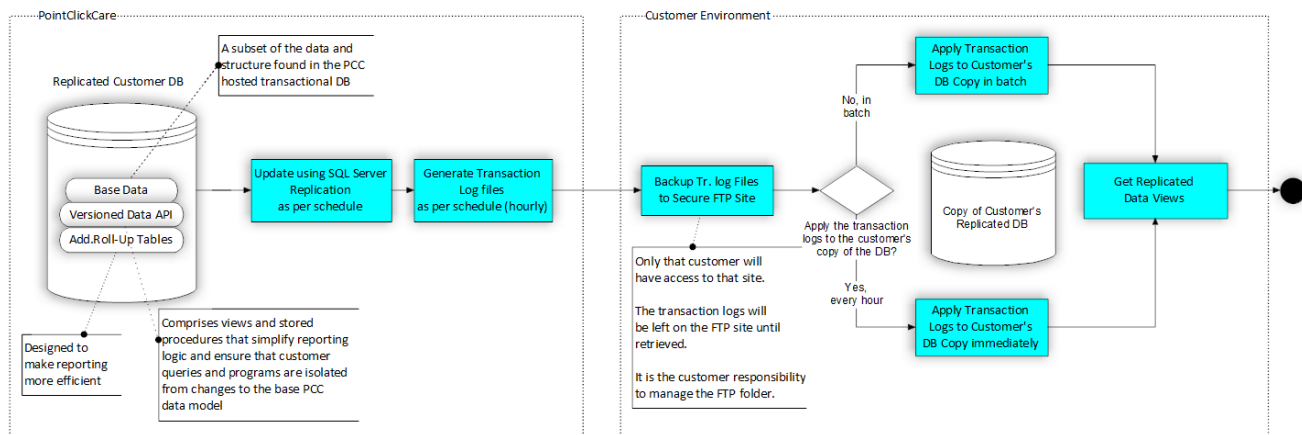 PointClickCare
Replicated Customer DB
A subset of the data and
structure found in the PCC
hosted transactional DB
Base Data
Versioned Data API
Add.Roll-Up Tables
Update using SQL Server
Replication
as per schedule
Generate Transaction
Log files
as per schedule (hourly)
Designed to
make reporting
more efficient
Comprises views and stored
procedures that simplify reporting
logic and ensure that customer
queries and programs are isolated
from changes to the base PCC
data model
Customer Environment
Backup Tr. log Files
to Secure FTP Site
Only that customer will
have access to that site.
The transaction logs will
be left on the FTP site until
retrieved.
It is the customer responsibility
to manage the FTP folder.
No, in
batch
Apply the transaction
logs to the customer's
copy of the DB?
Yes,
every hour
Apply Transaction
Logs to Customer's
DB Copy in batch
Copy of Customer's
Replicated DB
Apply Transaction
Logs to Customer's
DB Copy immediately
Get Replicated
Data Views